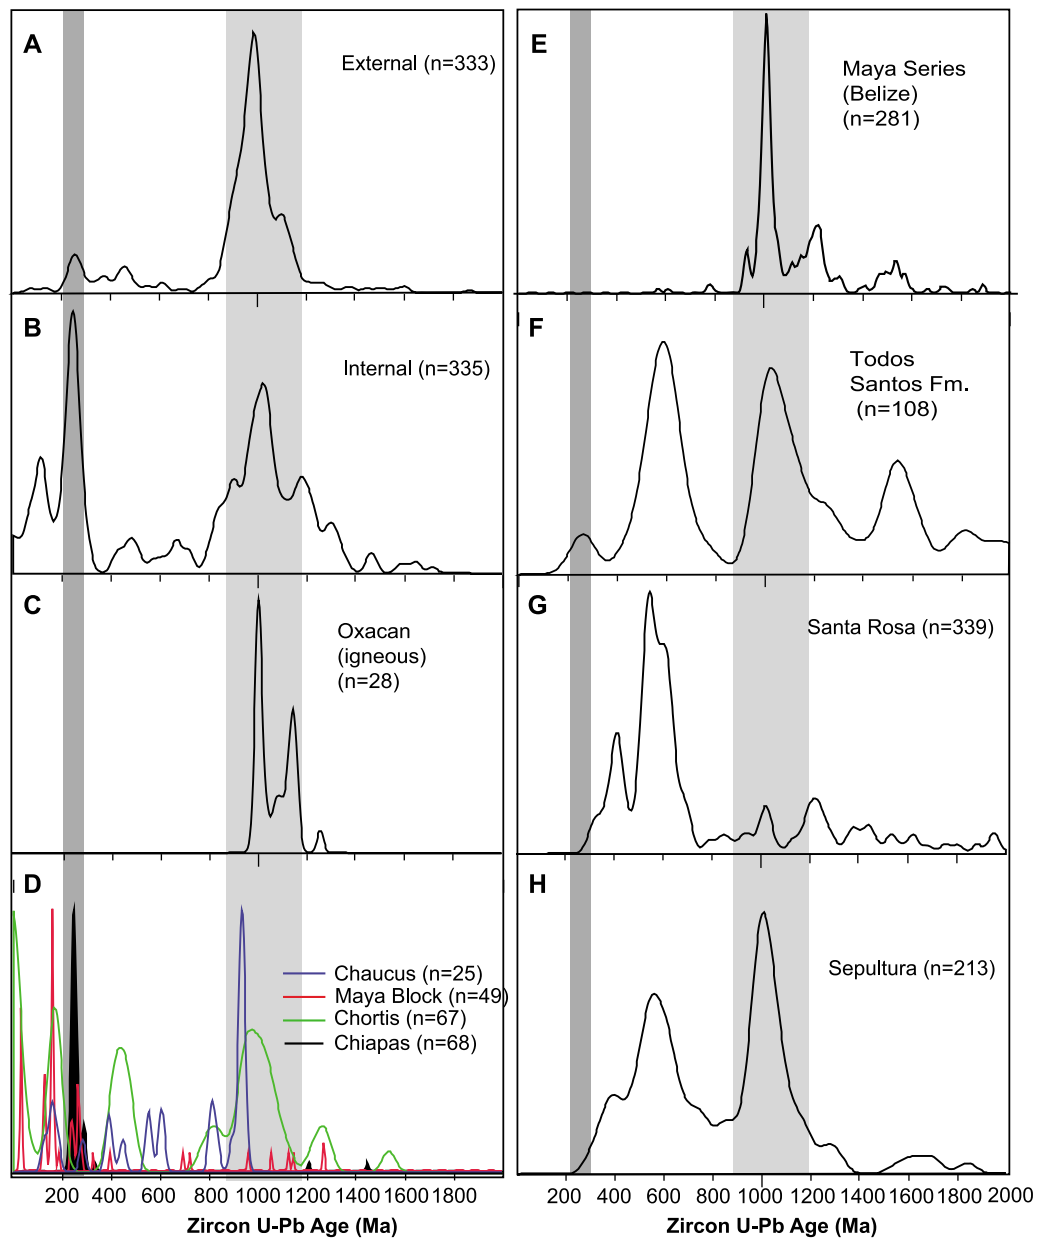 A
External (n=333)
B
Internal (n=335)
C
Oxacan
(igneous)
(n=28)
D
Chaucus (n=25)
Maya Block (n=49)
Chortis (n=67)
Chiapas (n=68)
200 400 600 800 1000 1200 1400 1600 1800
Zircon U-Pb Age (Ma)
E
Maya Series
(Belize)
(n=281)
F
Todos
Santos Fm.
(n=108)
G
Santa Rosa (n=339)
H
Sepultura (n=213)
200 400 600 800 1000 1200 1400 1600 1800 2000
Zircon U-Pb Age (Ma)